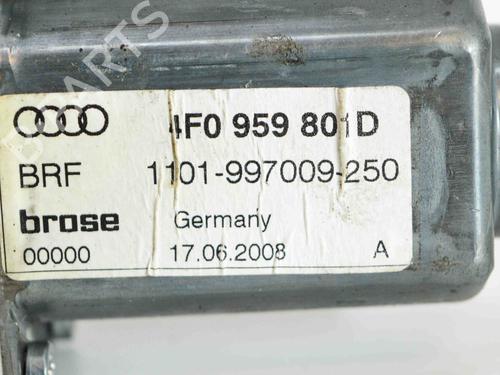 4F0 959 801D
BRF 1101-997009-250
brose Germany
00000 17.06.2008 A